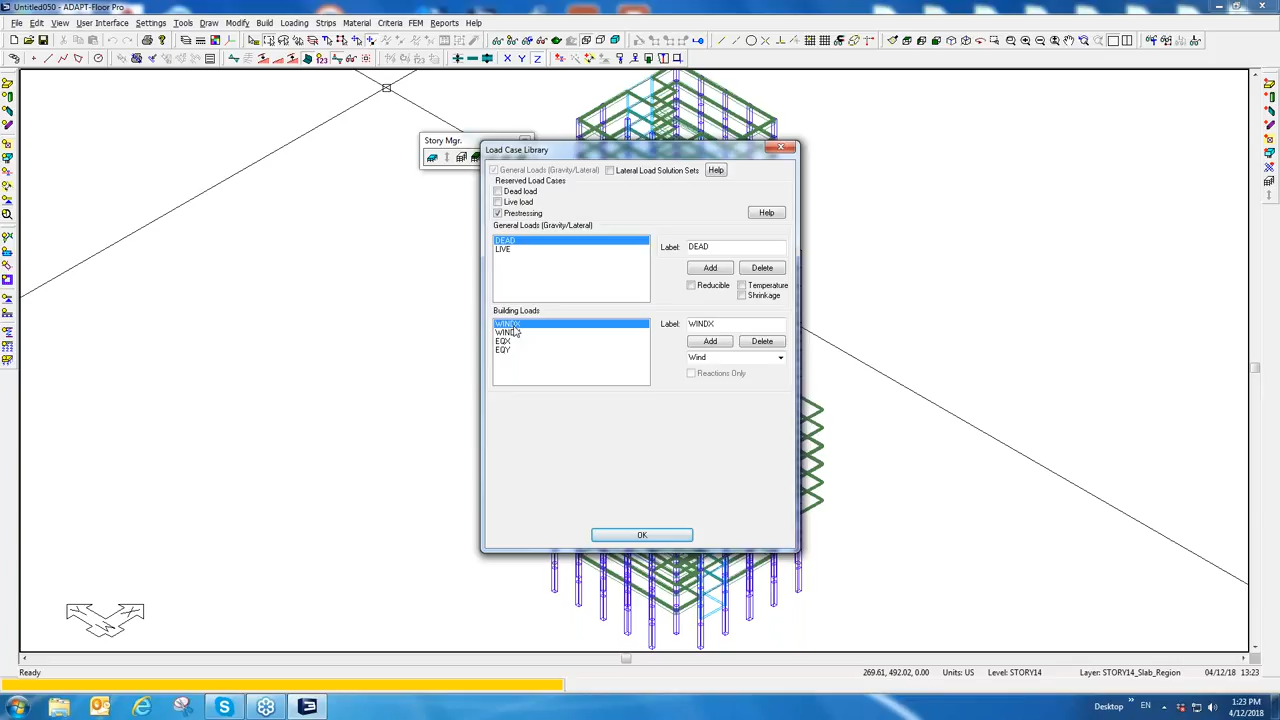 Untitled050 - ADAPT-Floor Pro
File Edit View User Interface Settings Tools Draw Modify Build Loading Strips Material Criteria FEM Reports Help
Story Mgr.
Load Case Library
General Loads (Gravity/Lateral) Lateral Load Solution Sets Help
Reserved Load Cases
Dead load
Live load
Prestressing Help
General Loads (Gravity/Lateral)
DEAD Label: DEAD
LIVE
Add Delete
Reducible Temperature
Shrinkage
Building Loads
WINDX Label: WINDX
EQX Add Delete
EQY
Wind
Reactions Only
OK
Ready 269.61, 492.02, 0.00 Units: US Level: STORY14 Layer: STORY14_Slab_Region 04/12/18 13:23
Desktop EN 1:23 PM
4/12/2018